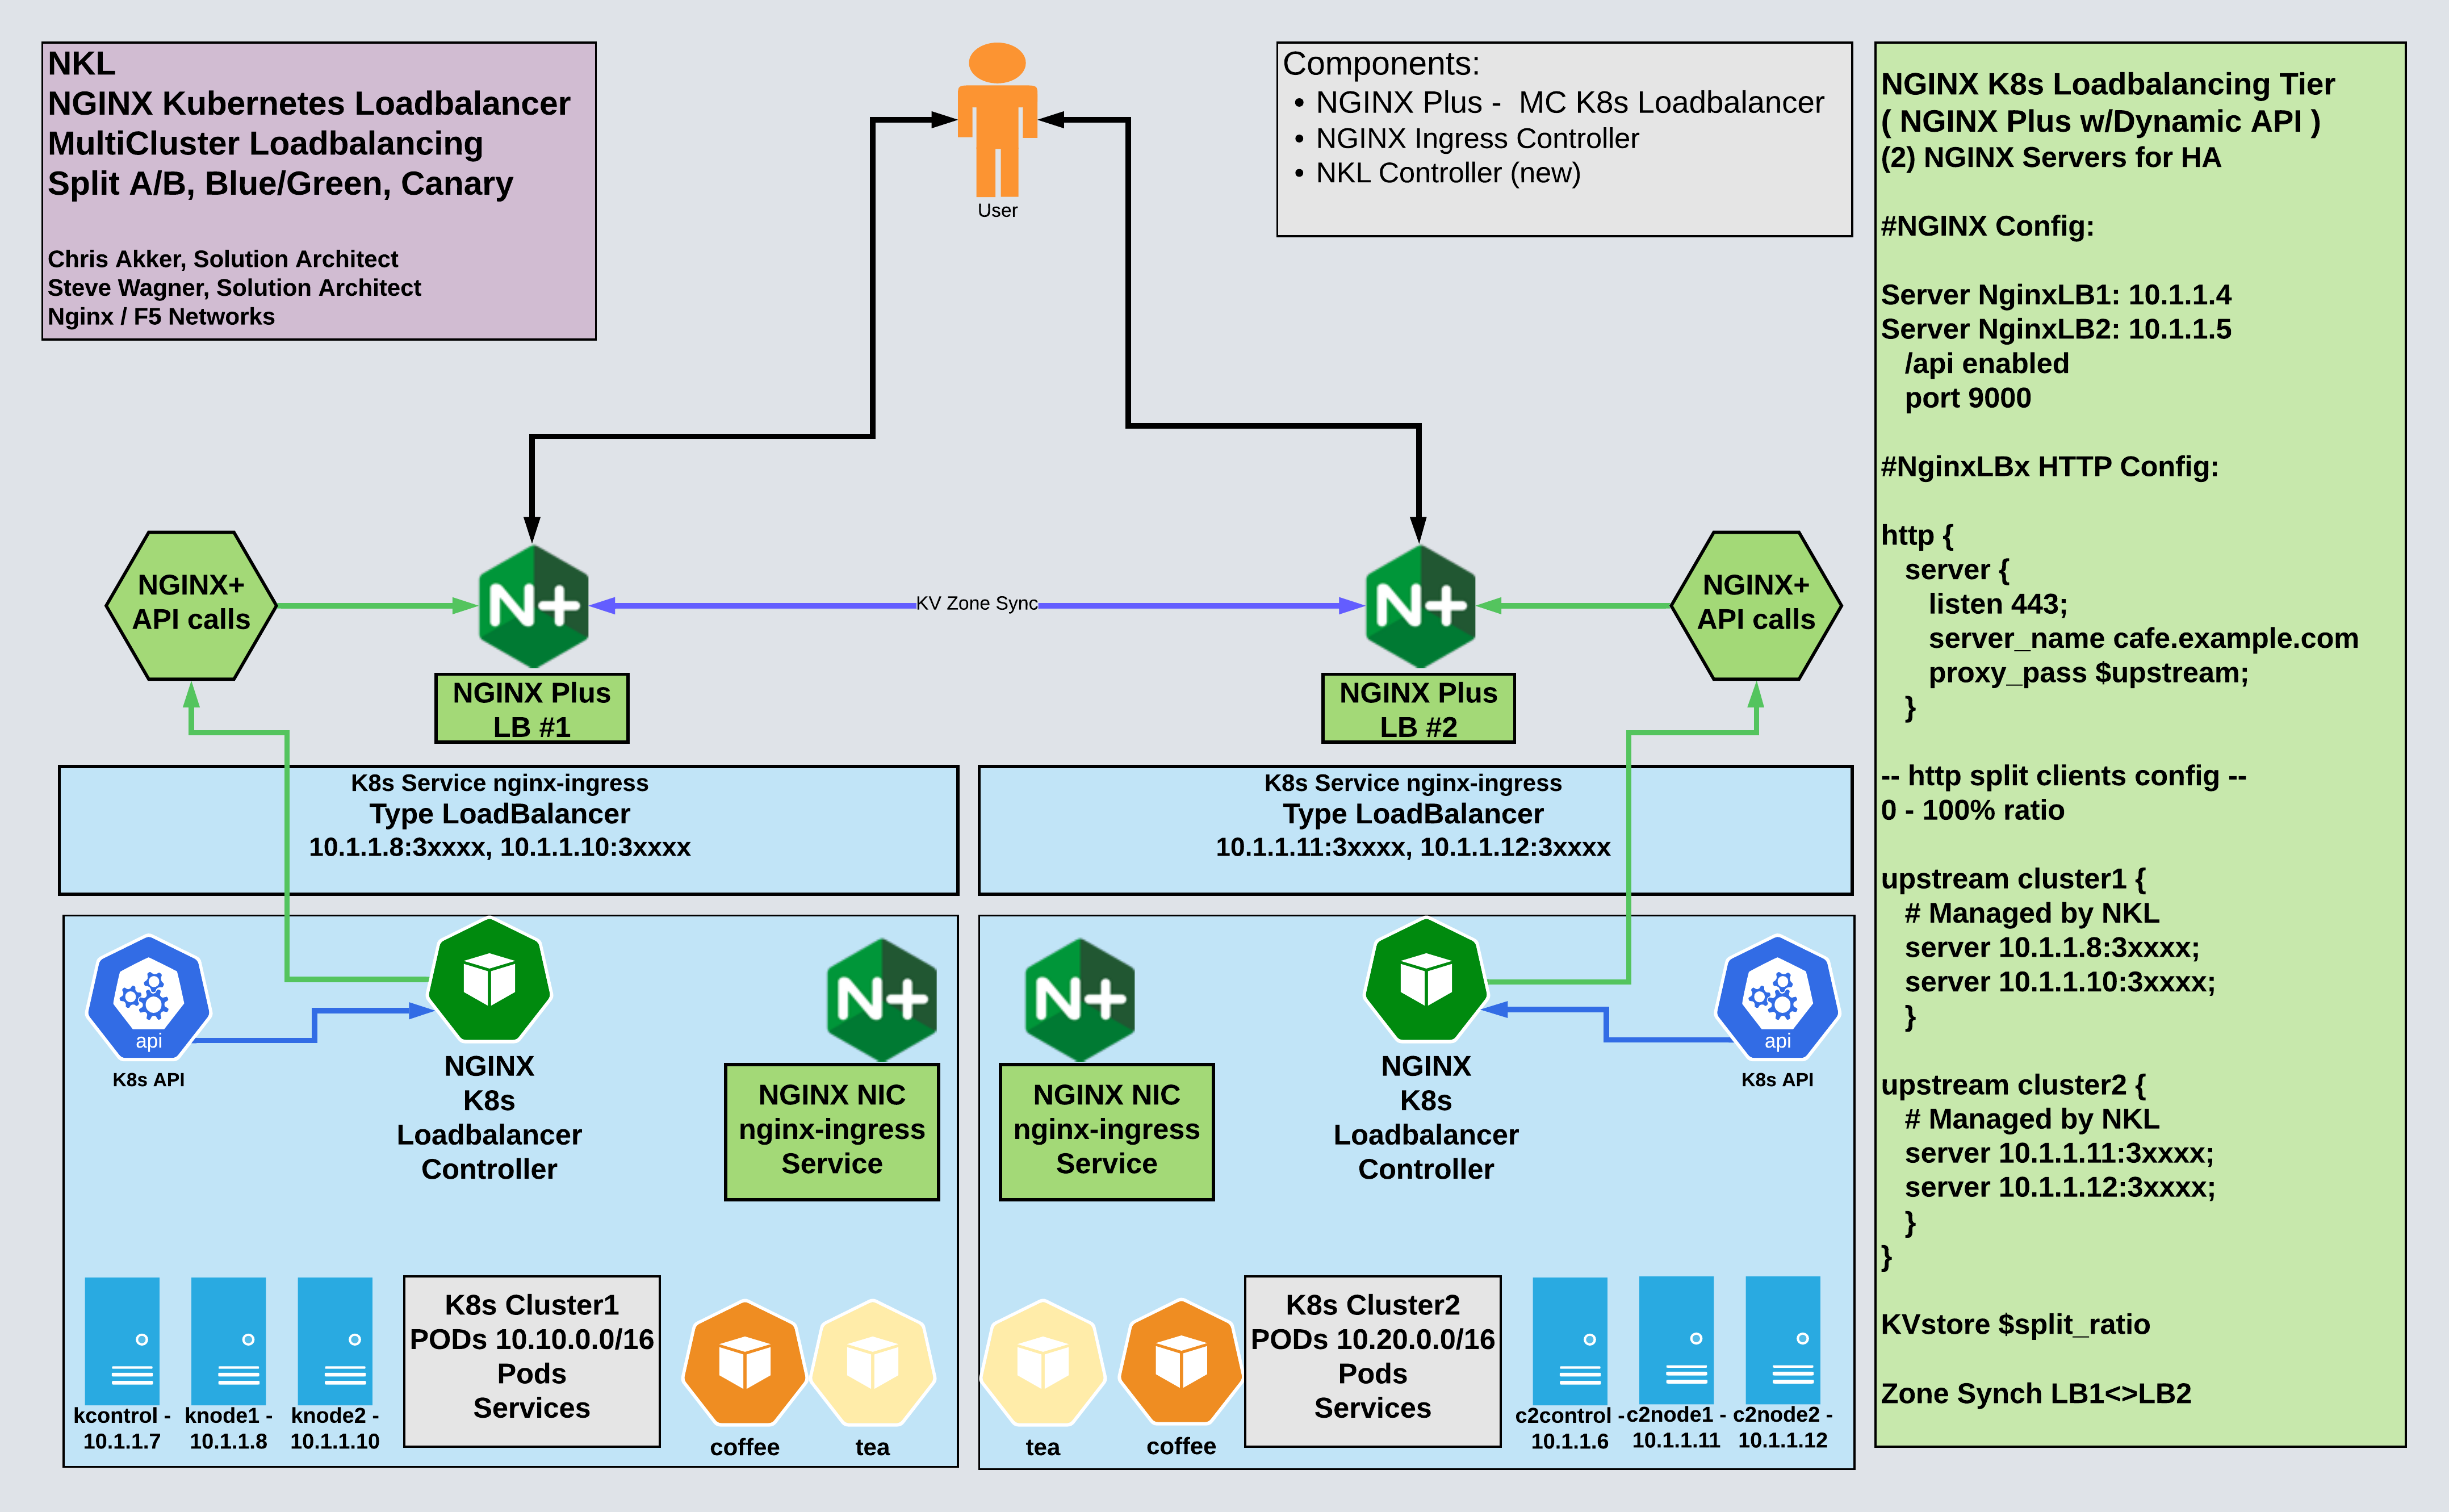 NKL
NGINX Kubernetes Loadbalancer
MultiCluster Loadbalancing
Split A/B, Blue/Green, Canary
Chris Akker, Solution Architect
Steve Wagner, Solution Architect
Nginx / F5 Networks
User
Components:
• NGINX Plus -  MC K8s Loadbalancer
• NGINX Ingress Controller
• NKL Controller (new)
NGINX+
API calls
N+
KV Zone Sync
N+
NGINX+
API calls
NGINX Plus
LB #1
NGINX Plus
LB #2
K8s Service nginx-ingress
Type LoadBalancer
10.1.1.8:3xxxx, 10.1.1.10:3xxxx
K8s Service nginx-ingress
Type LoadBalancer
10.1.1.11:3xxxx, 10.1.1.12:3xxxx
api
K8s API
NGINX
K8s
Loadbalancer
Controller
N+
NGINX NIC
nginx-ingress
Service
kcontrol -
10.1.1.7
knode1 -
10.1.1.8
knode2 -
10.1.1.10
K8s Cluster1
PODs 10.10.0.0/16
Pods
Services
coffee
tea
N+
NGINX NIC
nginx-ingress
Service
NGINX
K8s
Loadbalancer
Controller
api
K8s API
tea
coffee
K8s Cluster2
PODs 10.20.0.0/16
Pods
Services
c2control -
10.1.1.6
c2node1 -
10.1.1.11
c2node2 -
10.1.1.12
NGINX K8s Loadbalancing Tier
( NGINX Plus w/Dynamic API )
(2) NGINX Servers for HA
#NGINX Config:
Server NginxLB1: 10.1.1.4
Server NginxLB2: 10.1.1.5
/api enabled
port 9000
#NginxLBx HTTP Config:
http {
server {
listen 443;
server_name cafe.example.com
proxy_pass $upstream;
}
-- http split clients config --
0 - 100% ratio
upstream cluster1 {
# Managed by NKL
server 10.1.1.8:3xxxx;
server 10.1.1.10:3xxxx;
}
upstream cluster2 {
# Managed by NKL
server 10.1.1.11:3xxxx;
server 10.1.1.12:3xxxx;
}
}
KVstore $split_ratio
Zone Synch LB1<>LB2